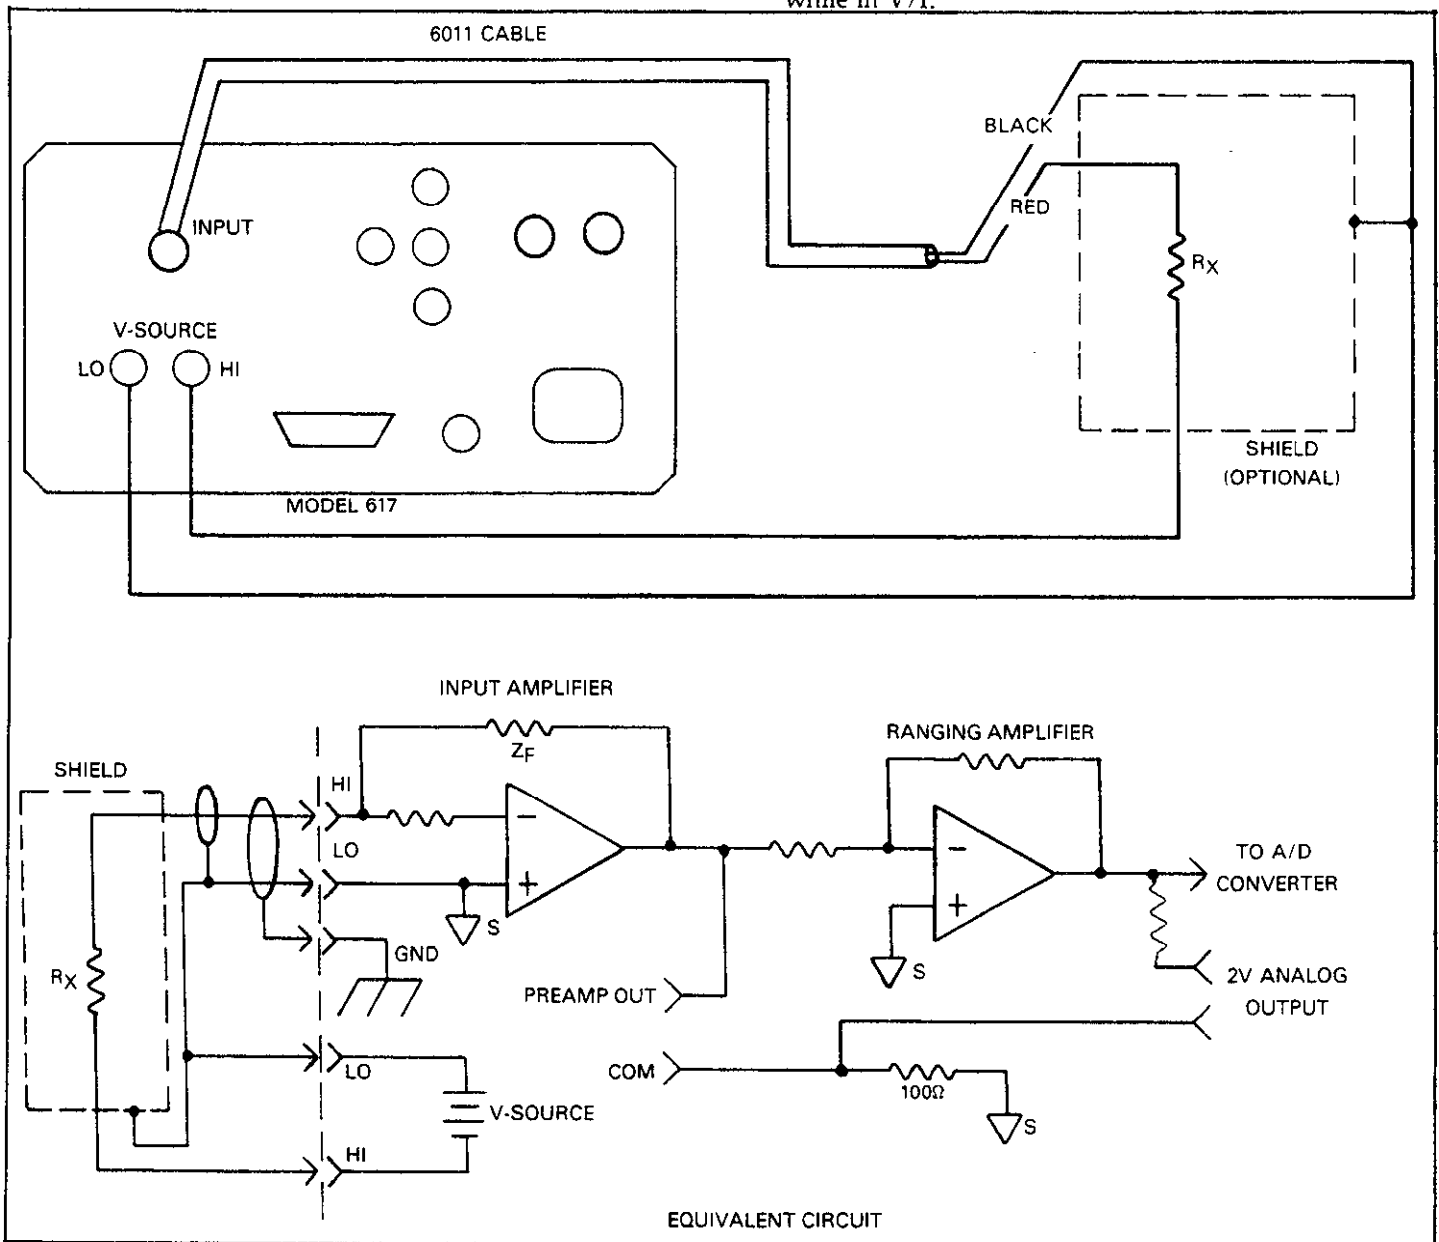 while in V/I.
6011 CABLE
BLACK
RED
INPUT
RX
V-SOURCE
LO
HI
SHIELD
(OPTIONAL)
MODEL 617
INPUT AMPLIFIER
RANGING AMPLIFIER
ZF
SHIELD
HI
−
LO
−
TO A/D
CONVERTER
+
S
+
GND
S
RX
PREAMP OUT
2V ANALOG
OUTPUT
LO
COM
100Ω
V-SOURCE
S
HI
EQUIVALENT CIRCUIT